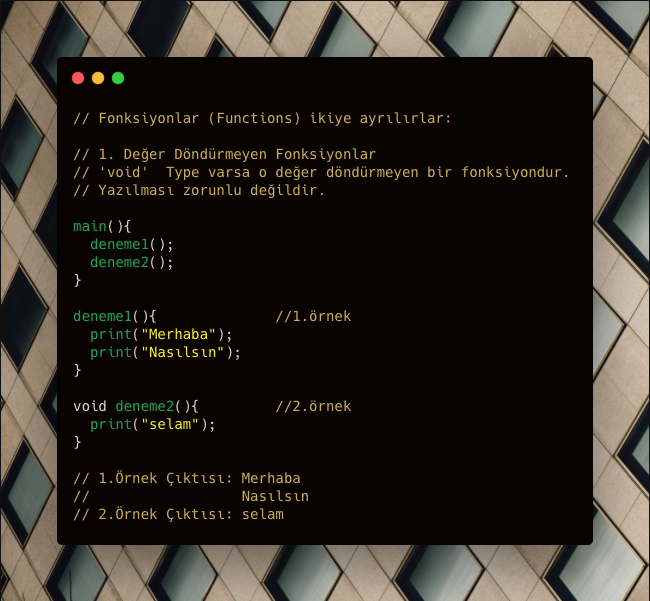 // Fonksiyonlar (Functions) ikiye ayrılırlar:
// 1. Değer Döndürmeyen Fonksiyonlar
// 'void'  Type varsa o değer döndürmeyen bir fonksiyondur.
// Yazılması zorunlu değildir.
main(){
  deneme1();
  deneme2();
}
deneme1(){              //1.örnek
  print("Merhaba");
  print("Nasılsın");
}
void deneme2(){         //2.örnek
  print("selam");
}
// 1.Örnek Çıktısı: Merhaba
//                  Nasılsın
// 2.Örnek Çıktısı: selam